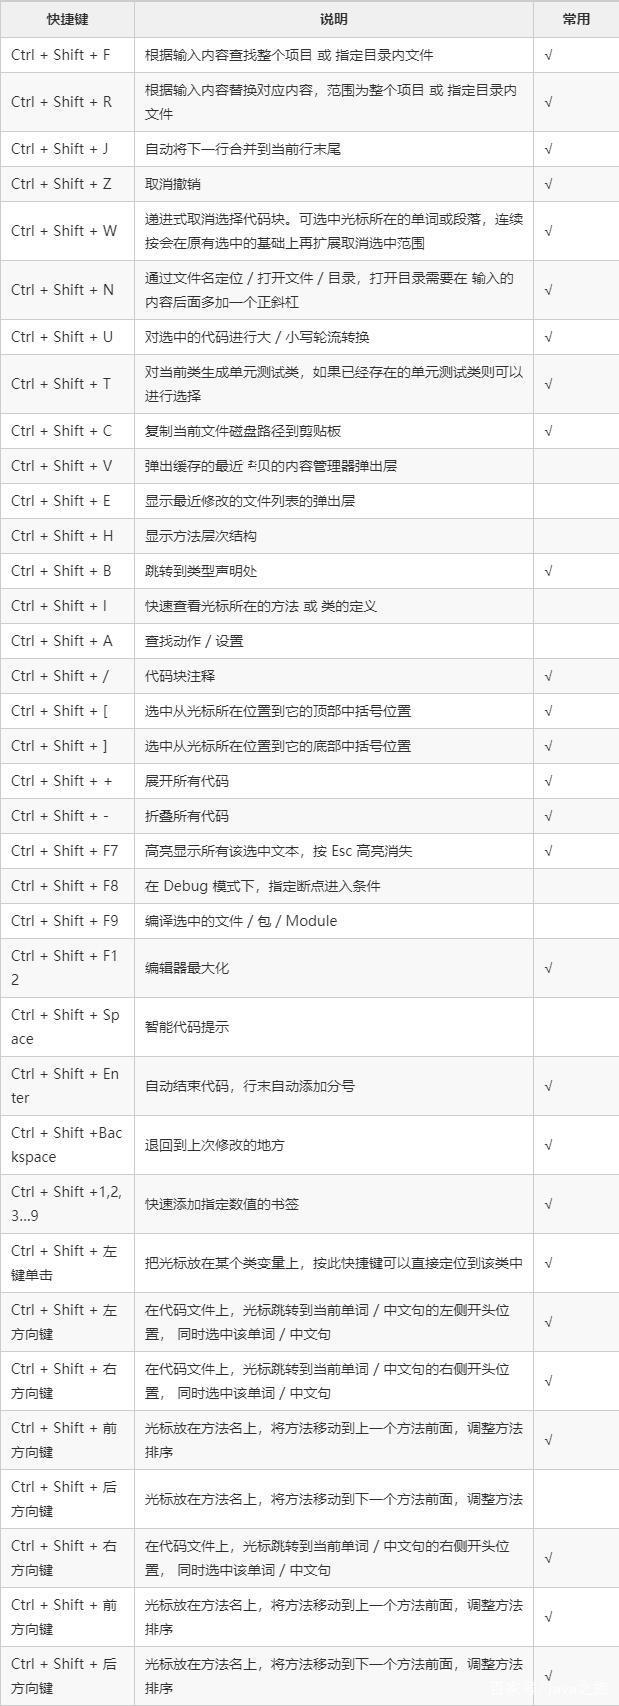 快捷键 说明 常用
Ctrl + Shift + F 根据输入内容查找整个项目 或 指定目录内文件 √
Ctrl + Shift + R 根据输入内容替换对应内容，范围为整个项目 或 指定目录内
文件 √
Ctrl + Shift + J 自动将下一行合并到当前行末尾 √
Ctrl + Shift + Z 取消撤销 √
Ctrl + Shift + W 递进式取消选择代码块。可选中光标所在的单词或段落，连续
按会在原有选中的基础上再扩展取消选中范围 √
Ctrl + Shift + N 通过文件名定位 / 打开文件 / 目录，打开目录需要在 输入的
内容后面多加一个正斜杠 √
Ctrl + Shift + U 对选中的代码进行大 / 小写轮流转换 √
Ctrl + Shift + T 对当前类生成单元测试类，如果已经存在的单元测试类则可以
进行选择 √
Ctrl + Shift + C 复制当前文件磁盘路径到剪贴板 √
Ctrl + Shift + V 弹出缓存的最近 贝的内容管理器弹出层
Ctrl + Shift + E 显示最近修改的文件列表的弹出层
Ctrl + Shift + H 显示方法层次结构
Ctrl + Shift + B 跳转到类型声明处 √
Ctrl + Shift + I 快速查看光标所在的方法 或 类的定义
Ctrl + Shift + A 查找动作 / 设置
Ctrl + Shift + / 代码块注释 √
Ctrl + Shift + [ 选中从光标所在位置到它的顶部中括号位置 √
Ctrl + Shift + ] 选中从光标所在位置到它的底部中括号位置 √
Ctrl + Shift + + 展开所有代码 √
Ctrl + Shift + - 折叠所有代码 √
Ctrl + Shift + F7 高亮显示所有该选中文本，按 Esc 高亮消失 √
Ctrl + Shift + F8 在 Debug 模式下，指定断点进入条件
Ctrl + Shift + F9 编译选中的文件 / 包 / Module
Ctrl + Shift + F1
2 编辑器最大化 √
Ctrl + Shift + Sp
ace 智能代码提示
Ctrl + Shift + En
ter 自动结束代码，行末自动添加分号 √
Ctrl + Shift +Bac
kspace 退回到上次修改的地方 √
Ctrl + Shift +1,2,
3...9 快速添加指定数值的书签 √
Ctrl + Shift + 左
键单击 把光标放在某个类变量上，按此快捷键可以直接定位到该类中 √
Ctrl + Shift + 左 在代码文件上，光标跳转到当前单词 / 中文句的左侧开头位
方向键 置， 同时选中该单词 / 中文句 √
Ctrl + Shift + 右 在代码文件上，光标跳转到当前单词 / 中文句的右侧开头位
方向键 置， 同时选中该单词 / 中文句 √
Ctrl + Shift + 前 光标放在方法名上，将方法移动到上一个方法前面，调整方法
方向键 排序 √
Ctrl + Shift + 后
方向键 光标放在方法名上，将方法移动到下一个方法前面，调整方法
Ctrl + Shift + 右 在代码文件上，光标跳转到当前单词 / 中文句的右侧开头位
方向键 置， 同时选中该单词 / 中文句 √
Ctrl + Shift + 前 光标放在方法名上，将方法移动到上一个方法前面，调整方法
方向键 排序 √
Ctrl + Shift + 后 光标放在方法名上，将方法移动到下一个方法前面，调整方法
方向键 排序 √